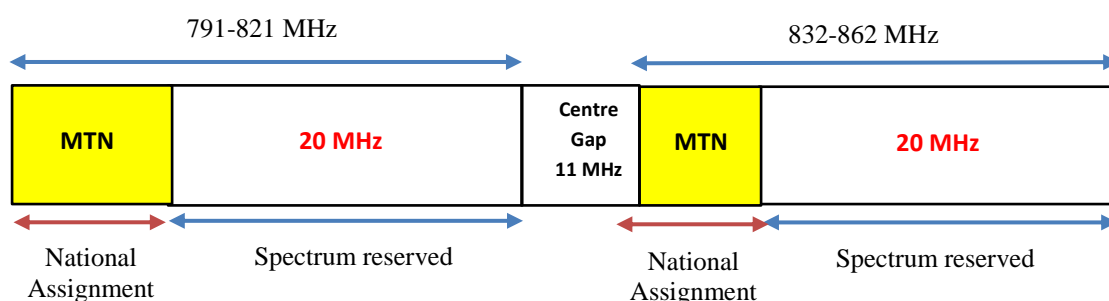 791-821 MHz
832-862 MHz
MTN
20 MHz
Centre
Gap
11 MHz
MTN
20 MHz
National
Assignment
Spectrum reserved
National
Assignment
Spectrum reserved